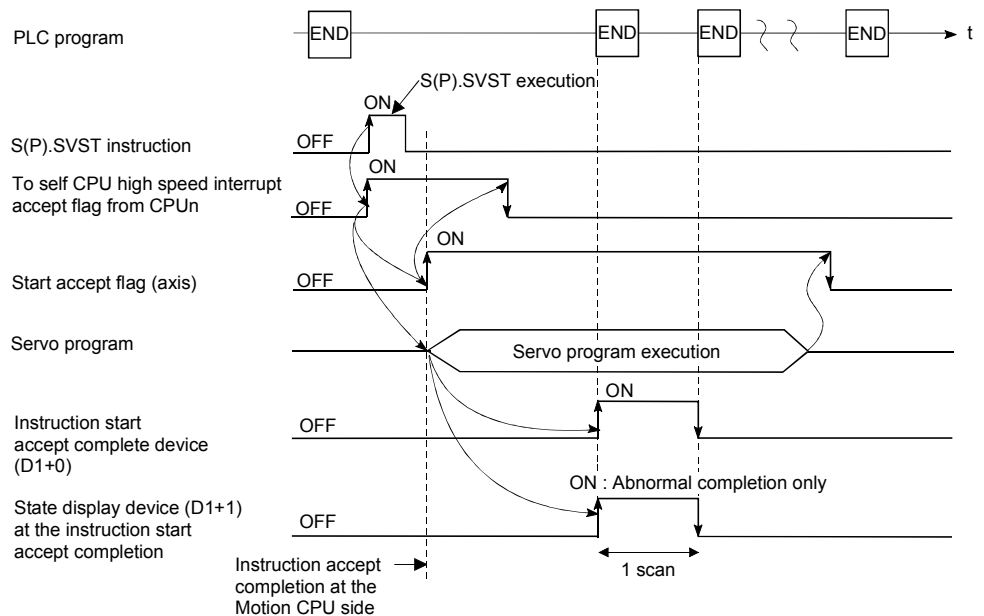 PLC program
END
END
END
END
t
S(P).SVST execution
ON
S(P).SVST instruction
OFF
To self CPU high speed interrupt
accept flag from CPUn
ON
OFF
ON
Start accept flag (axis)
OFF
Servo program
Servo program execution
ON
Instruction start
accept complete device
(D1+0)
OFF
ON : Abnormal completion only
State display device (D1+1)
at the instruction start
accept completion
OFF
Instruction accept
completion at the
Motion CPU side
1 scan